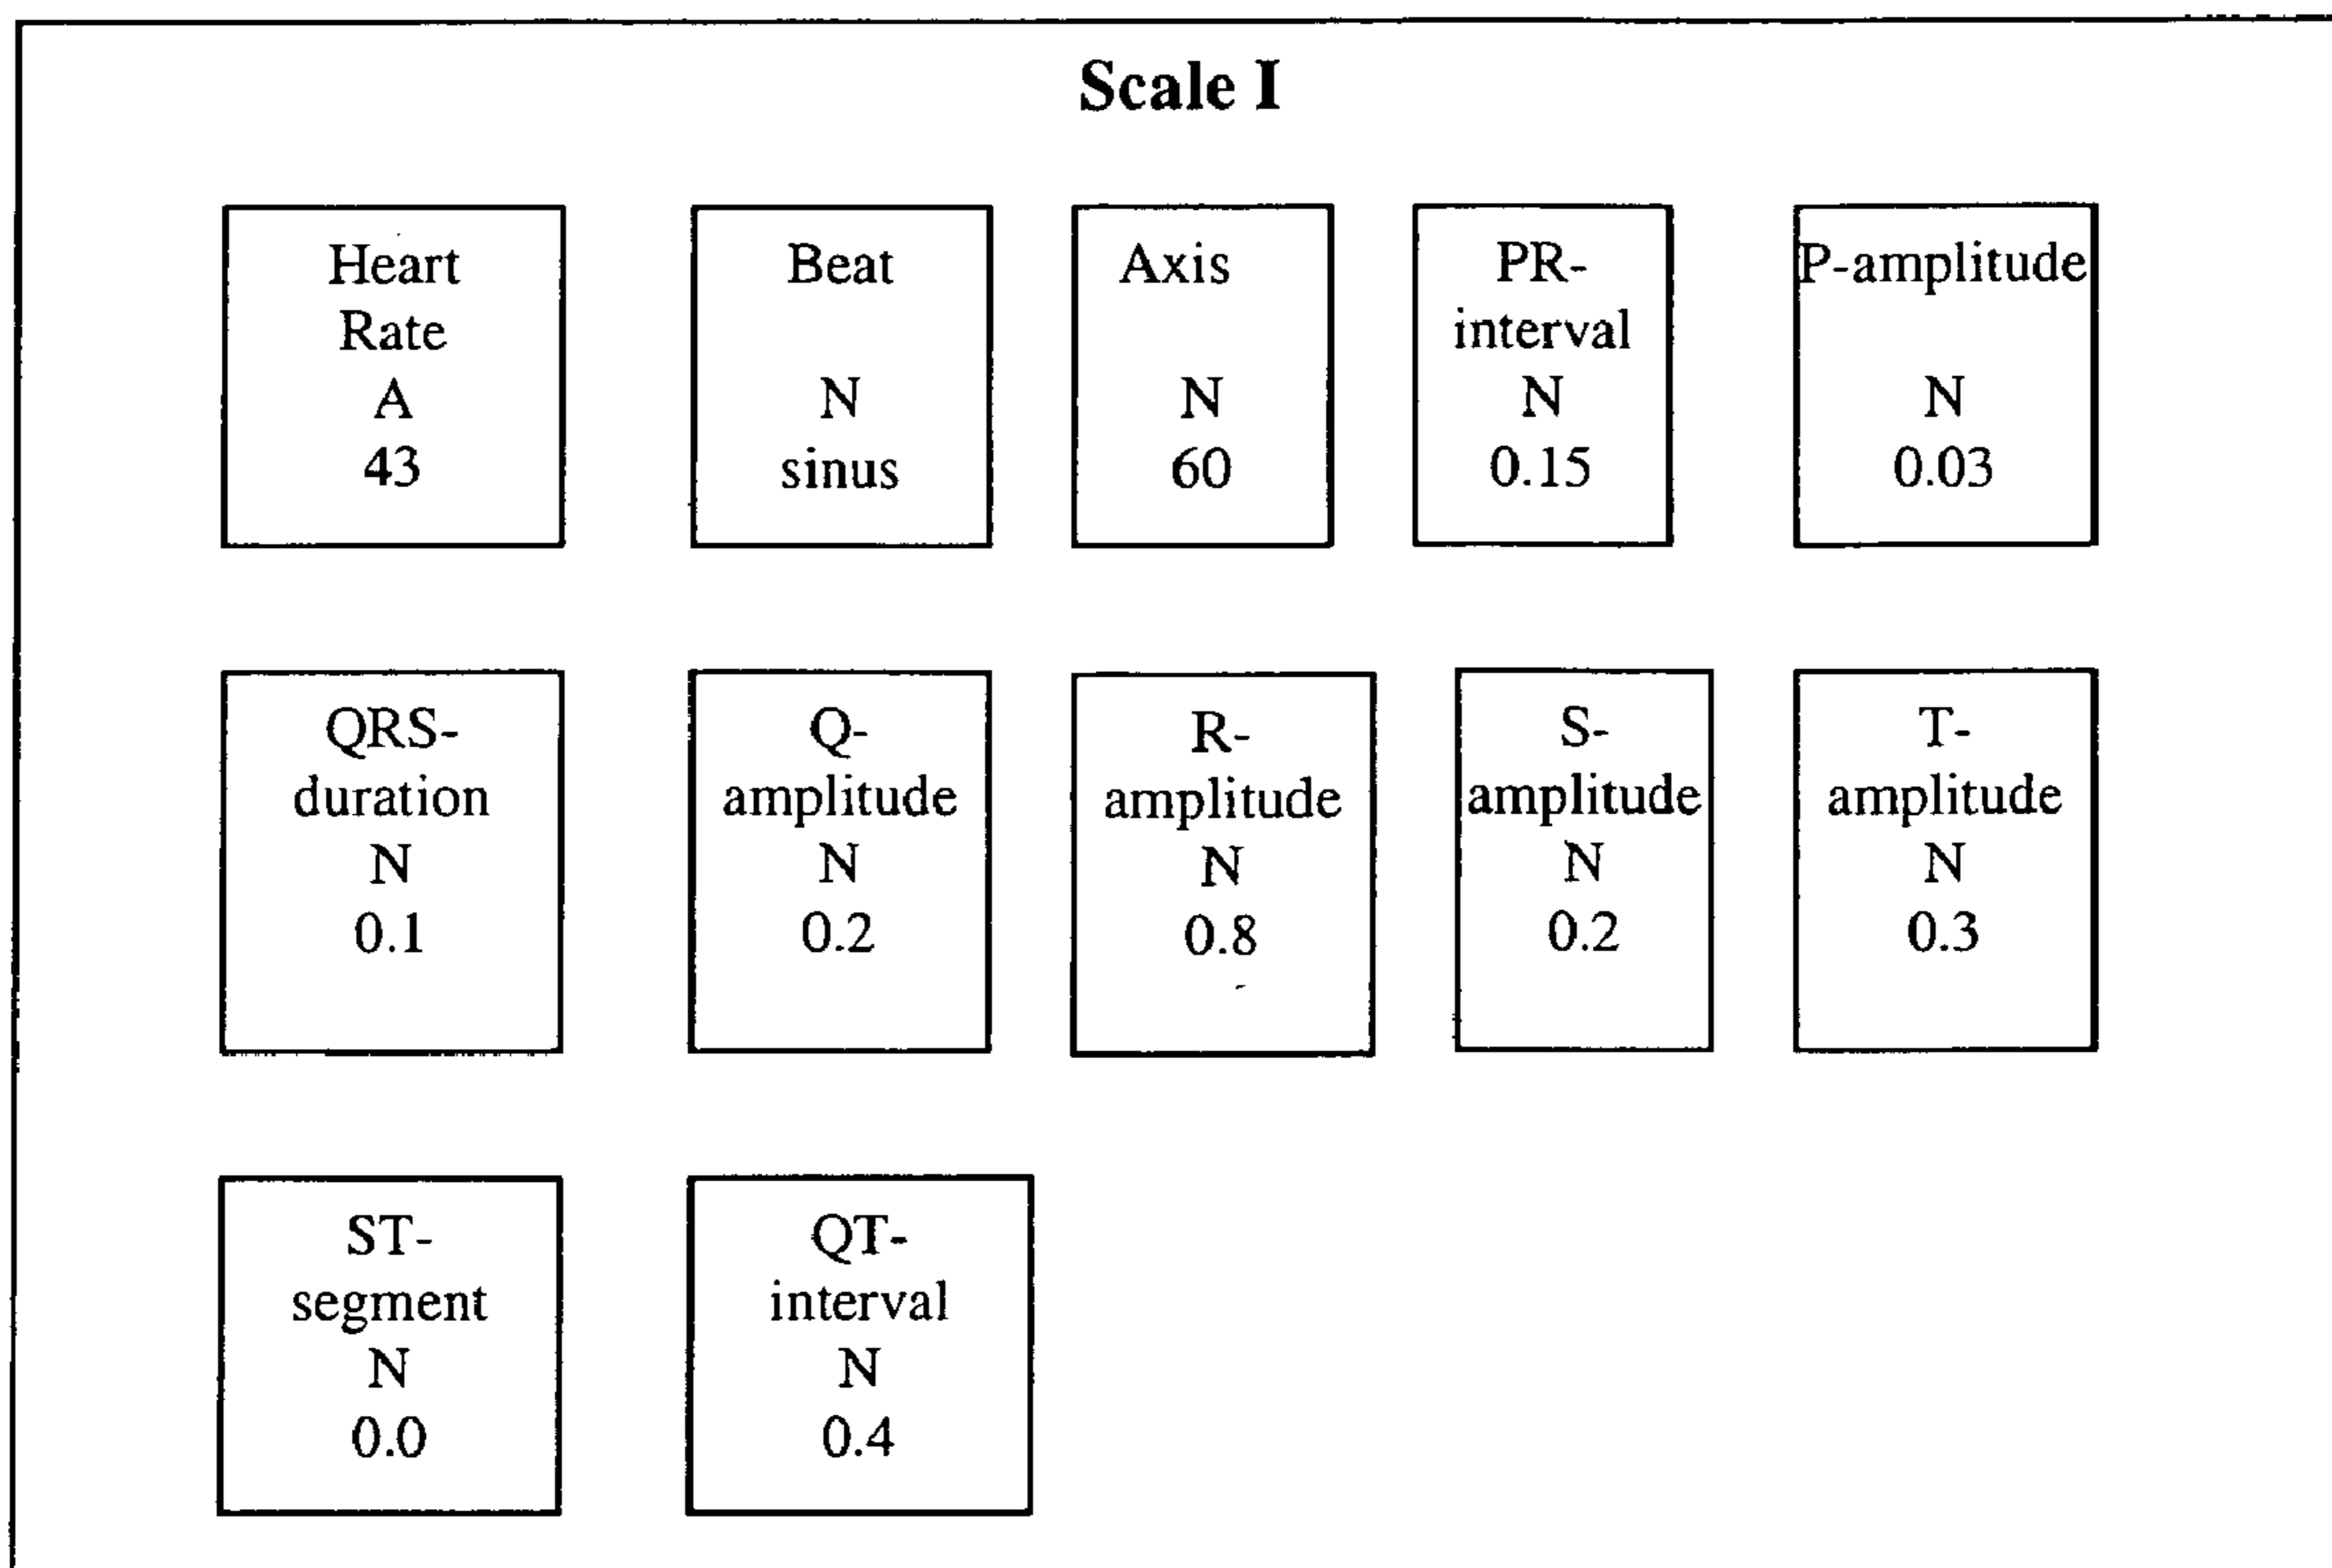 Scale I
Heart
Rate
A
43
Beat
N
sinus
Axis
N
60
PR-
interval
N
0.15
P-amplitude
N
0.03
QRS-
duration
N
0.1
Q-
amplitude
N
0.2
R-
amplitude
N
0.8
S-
amplitude
N
0.2
T-
amplitude
N
0.3
ST-
segment
N
0.0
QT-
interval
N
0.4